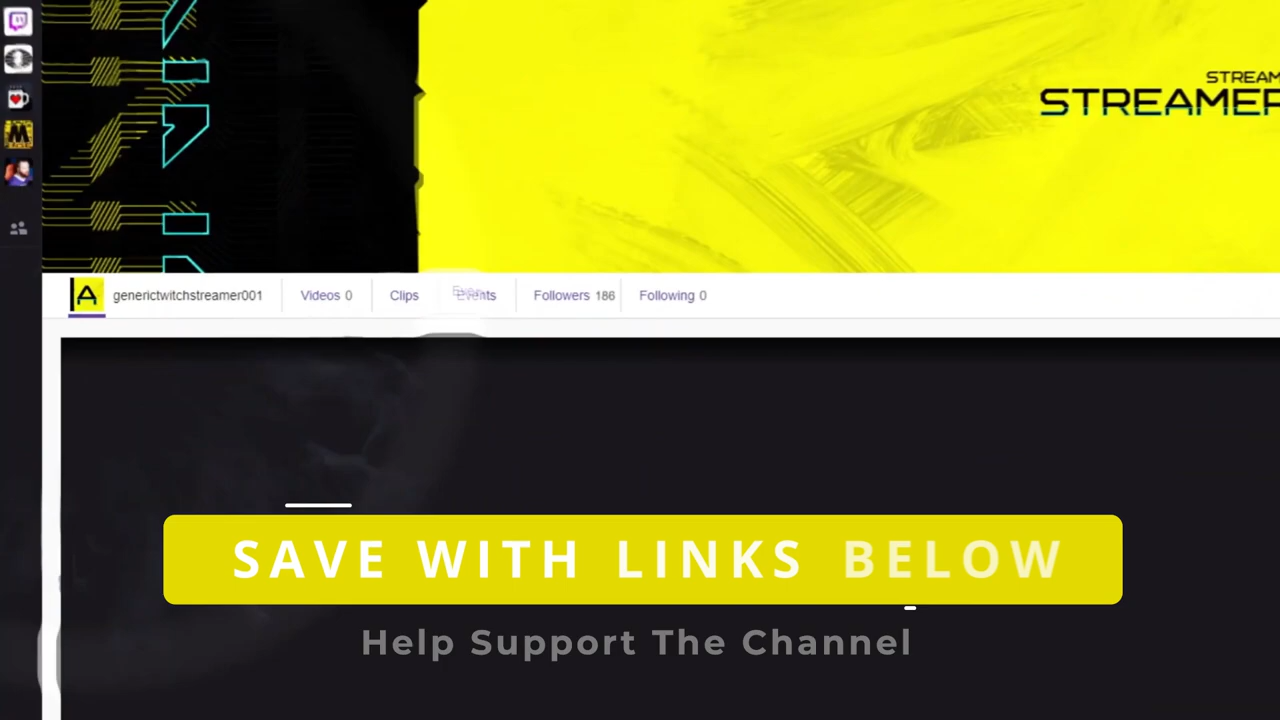 STREAM
STREAMER
generictwitchstreamer001 Videos 0 Clips Events Followers 186 Following 0
SAVE WITH LINKS BELOW
Help Support The Channel